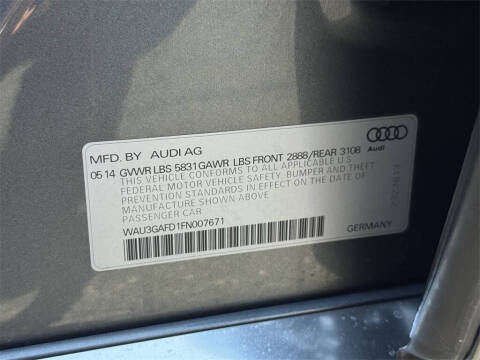 MFD. BY AUDI AG
05 14 GVWR LBS 5831 GAWR LBS FRONT 2888/REAR 3108
THIS VEHICLE CONFORMS TO ALL APPLICABLE U.S.
FEDERAL MOTOR VEHICLE SAFETY, BUMPER AND THEFT
PREVENTION STANDARDS IN EFFECT ON THE DATE OF
MANUFACTURE SHOWN ABOVE.
PASSENGER CAR
WAU3GAFD1FN007671
Audi
GERMANY